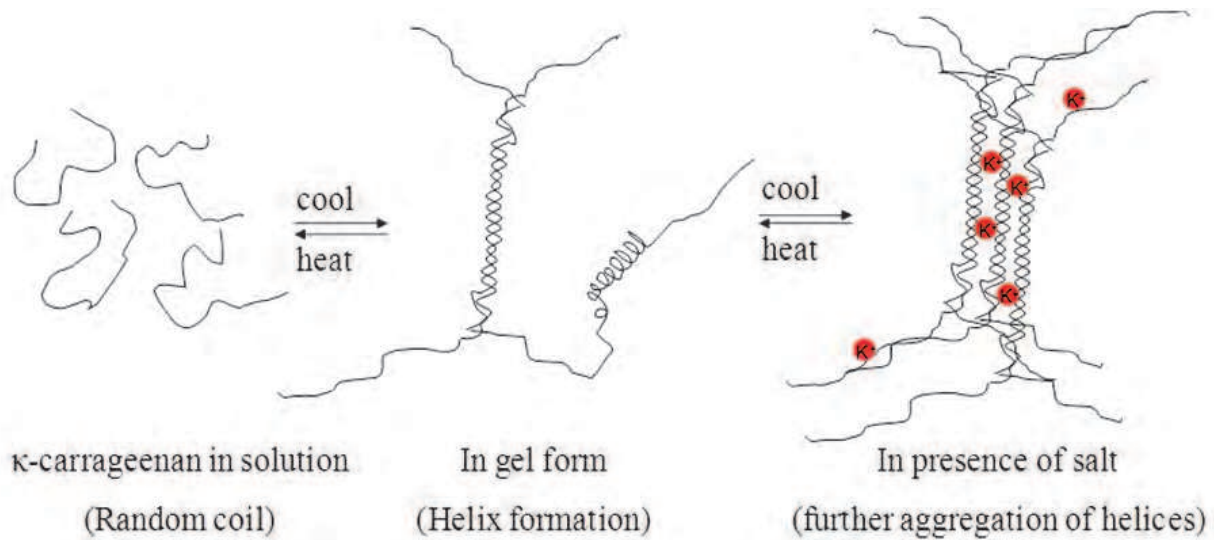 cool
heat
cool
heat
K⁺
K⁺
K⁺
K⁺
K⁺
K⁺
κ-carrageenan in solution
(Random coil)
In gel form
(Helix formation)
In presence of salt
(further aggregation of helices)